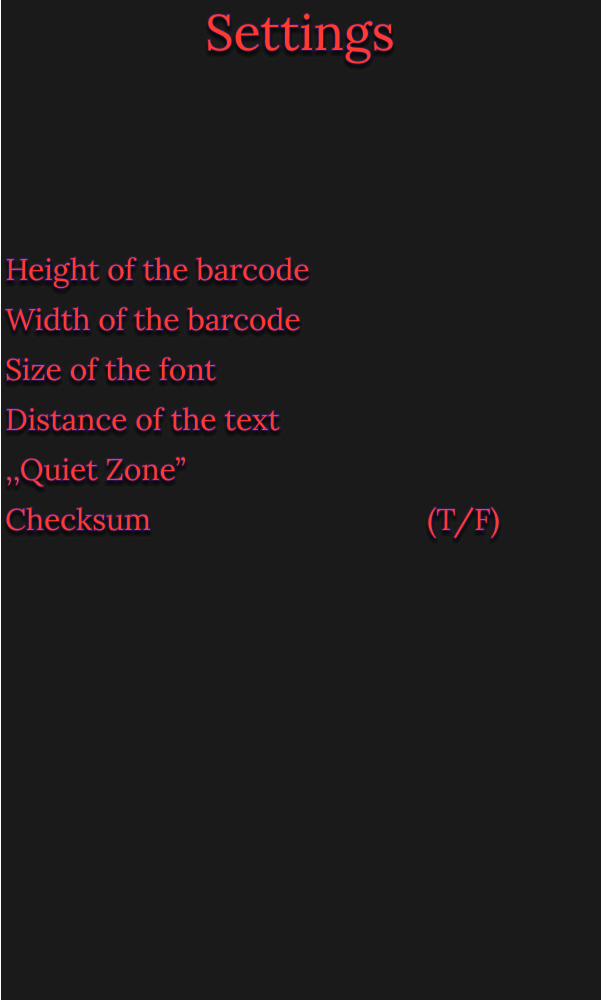 Settings
Height of the barcode
Width of the barcode
Size of the font
Distance of the text
,,Quiet Zone”
Checksum (T/F)